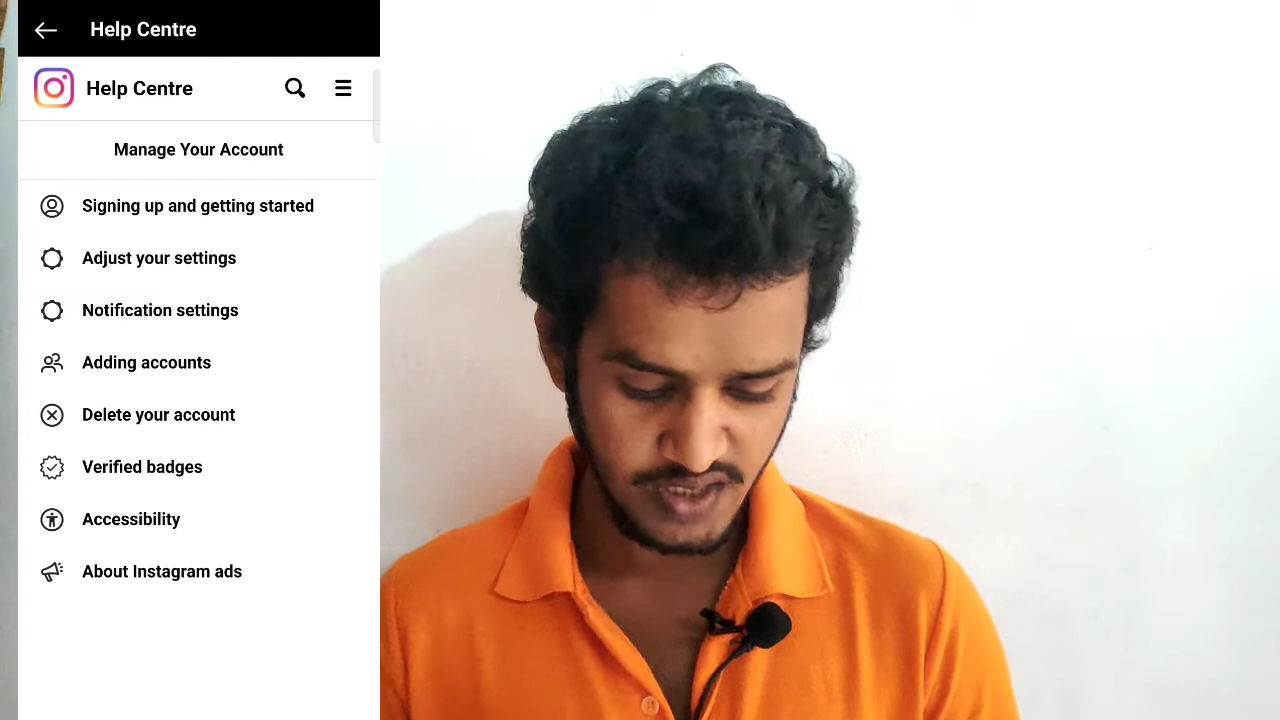 Help Centre
Help Centre
Manage Your Account
Signing up and getting started
Adjust your settings
Notification settings
Adding accounts
Delete your account
Verified badges
Accessibility
About Instagram ads